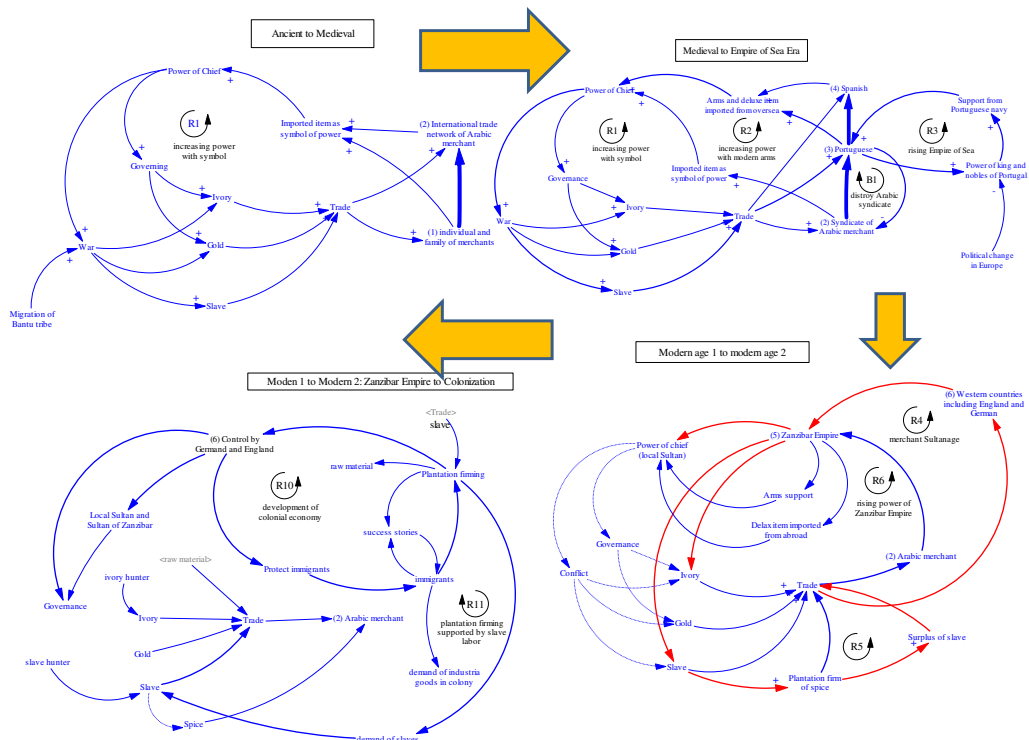 Ancient to Medieval
Power of Chief
+
+
R1
increasing power
with symbol
+
Governing
Imported item as
symbol of power
+
+
(2) International trade
network of Arabic
merchant
+
+
Ivory
+
Trade
+
(1) individual and
family of merchants
+
War
+
+
Gold
+
Slave
Migration of
Bantu tribe
Medieval to Empire of Sea Era
Power of Chief
+
+
Arms and deluxe item
imported from oversea
+
+
(4) Spanish
+
Support from
Portuguese navy
+
R1
increasing power
with symbol
R2
increasing power
with modern arms
R3
rising Empire of Sea
+
(3) Portuguese
+
+
Power of king and
nobles of Portugal
-
Governance
Imported item as
symbol of power
+
B1
distroy Arabic
syndicate
+
War
+
Ivory
Trade
+
+
(2) Syndicate of
Arabic merchant
-
+
Gold
+
+
Slave
Political change
in Europe
Moden 1 to Modern 2: Zanzibar Empire to Colonization
<Trade>
slave
(6) Control by
Germand and England
raw material
Plantation firming
R10
development of
colonial economy
Local Sultan and
Sultan of Zanzibar
success stories
<raw material>
Protect immigrants
immigrants
ivory hunter
Governance
Ivory
Trade
(2) Arabic merchant
R11
plantation firming
supported by slave
labor
Gold
slave hunter
demand of industria
goods in colony
Slave
Spice
demand of slaves
Modern age 1 to modern age 2
(6) Western countries
including England and
German
R4
merchant Sultanage
Power of chief
(local Sultan)
(5) Zanzibar Empire
R6
rising power of
Zanzibar Empire
Arms support
Delax item imported
from abroad
Governance
Conflict
Ivory
+
Trade
(2) Arabic merchant
Gold
R5
Surplus of slave
+
Slave
+
Plantation firm
of spice